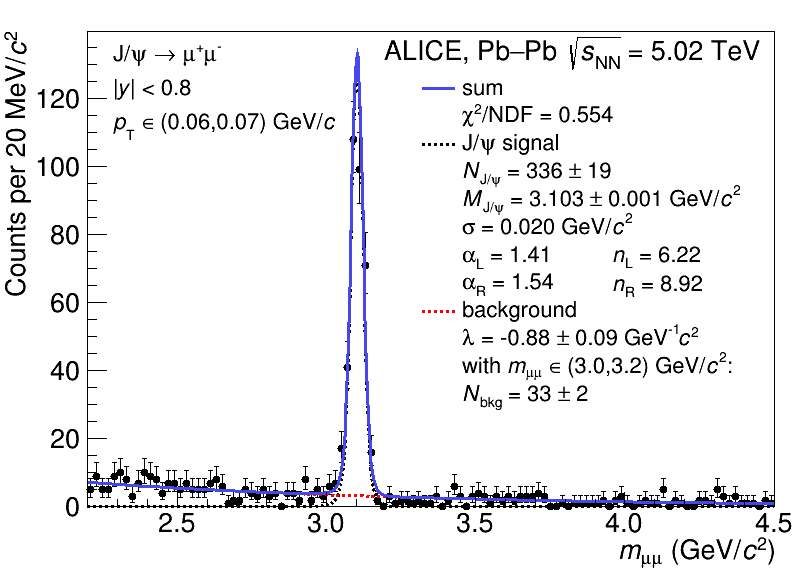 Counts per 20 MeV/c²
J/ψ → μ⁺μ⁻
|y| < 0.8
p_T ∈ (0.06,0.07) GeV/c
ALICE, Pb–Pb √s_NN = 5.02 TeV
sum
χ²/NDF = 0.554
J/ψ signal
N_J/ψ = 336 ± 19
M_J/ψ = 3.103 ± 0.001 GeV/c²
σ = 0.020 GeV/c²
α_L = 1.41 n_L = 6.22
α_R = 1.54 n_R = 8.92
background
λ = -0.88 ± 0.09 GeV⁻¹c²
with m_μμ ∈ (3.0,3.2) GeV/c²:
N_bkg = 33 ± 2
120
100
80
60
40
20
0
2.5 3.0 3.5 4.0 4.5
m_μμ (GeV/c²)